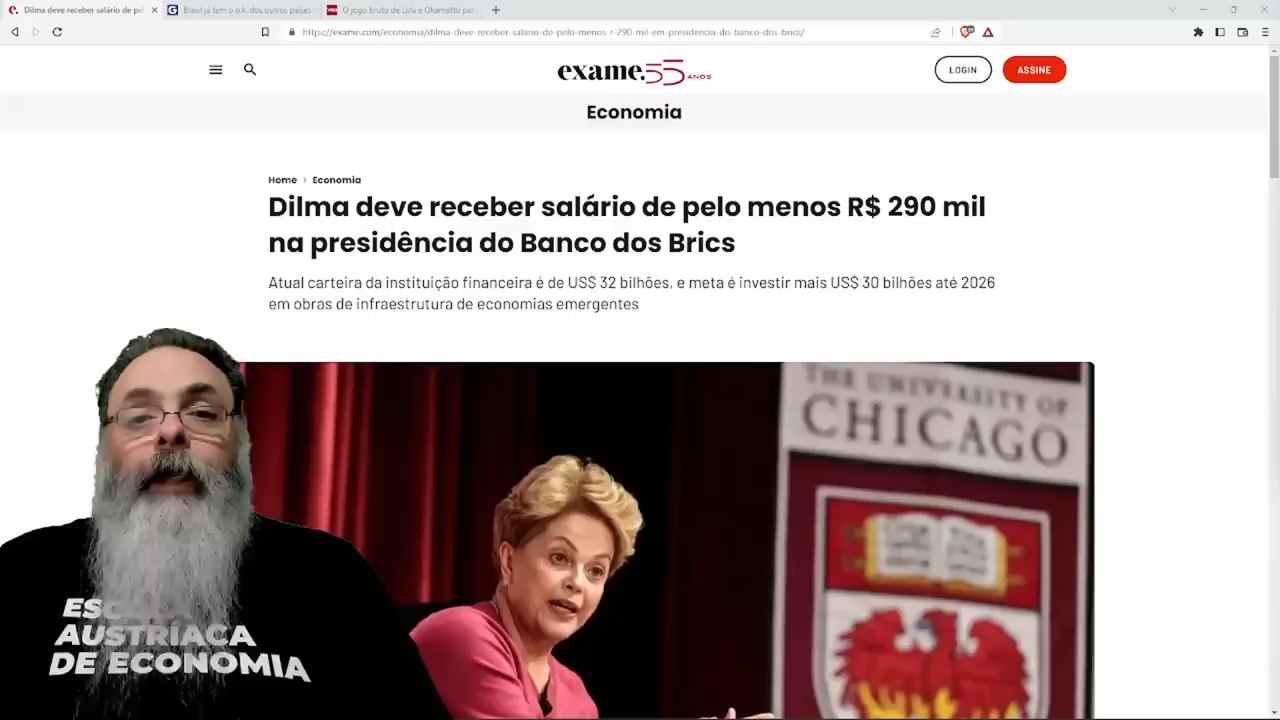 Dilma deve receber salário de pel
Brasil já tem o o.k. dos outros países
O jogo bruto de Lula e Okamotto par
https://exame.com/economia/dilma-deve-receber-salario-de-pelo-menos-r-290-mil-em-presidencia-do-banco-dos-brics/
exame.55 ANOS
LOGIN
ASSINE
Economia
Home › Economia
Dilma deve receber salário de pelo menos R$ 290 mil
na presidência do Banco dos Brics
Atual carteira da instituição financeira é de US$ 32 bilhões, e meta é investir mais US$ 30 bilhões até 2026
em obras de infraestrutura de economias emergentes
THE UNIVERSITY OF
CHICAGO
AUSTRÍACA
DE ECONOMIA